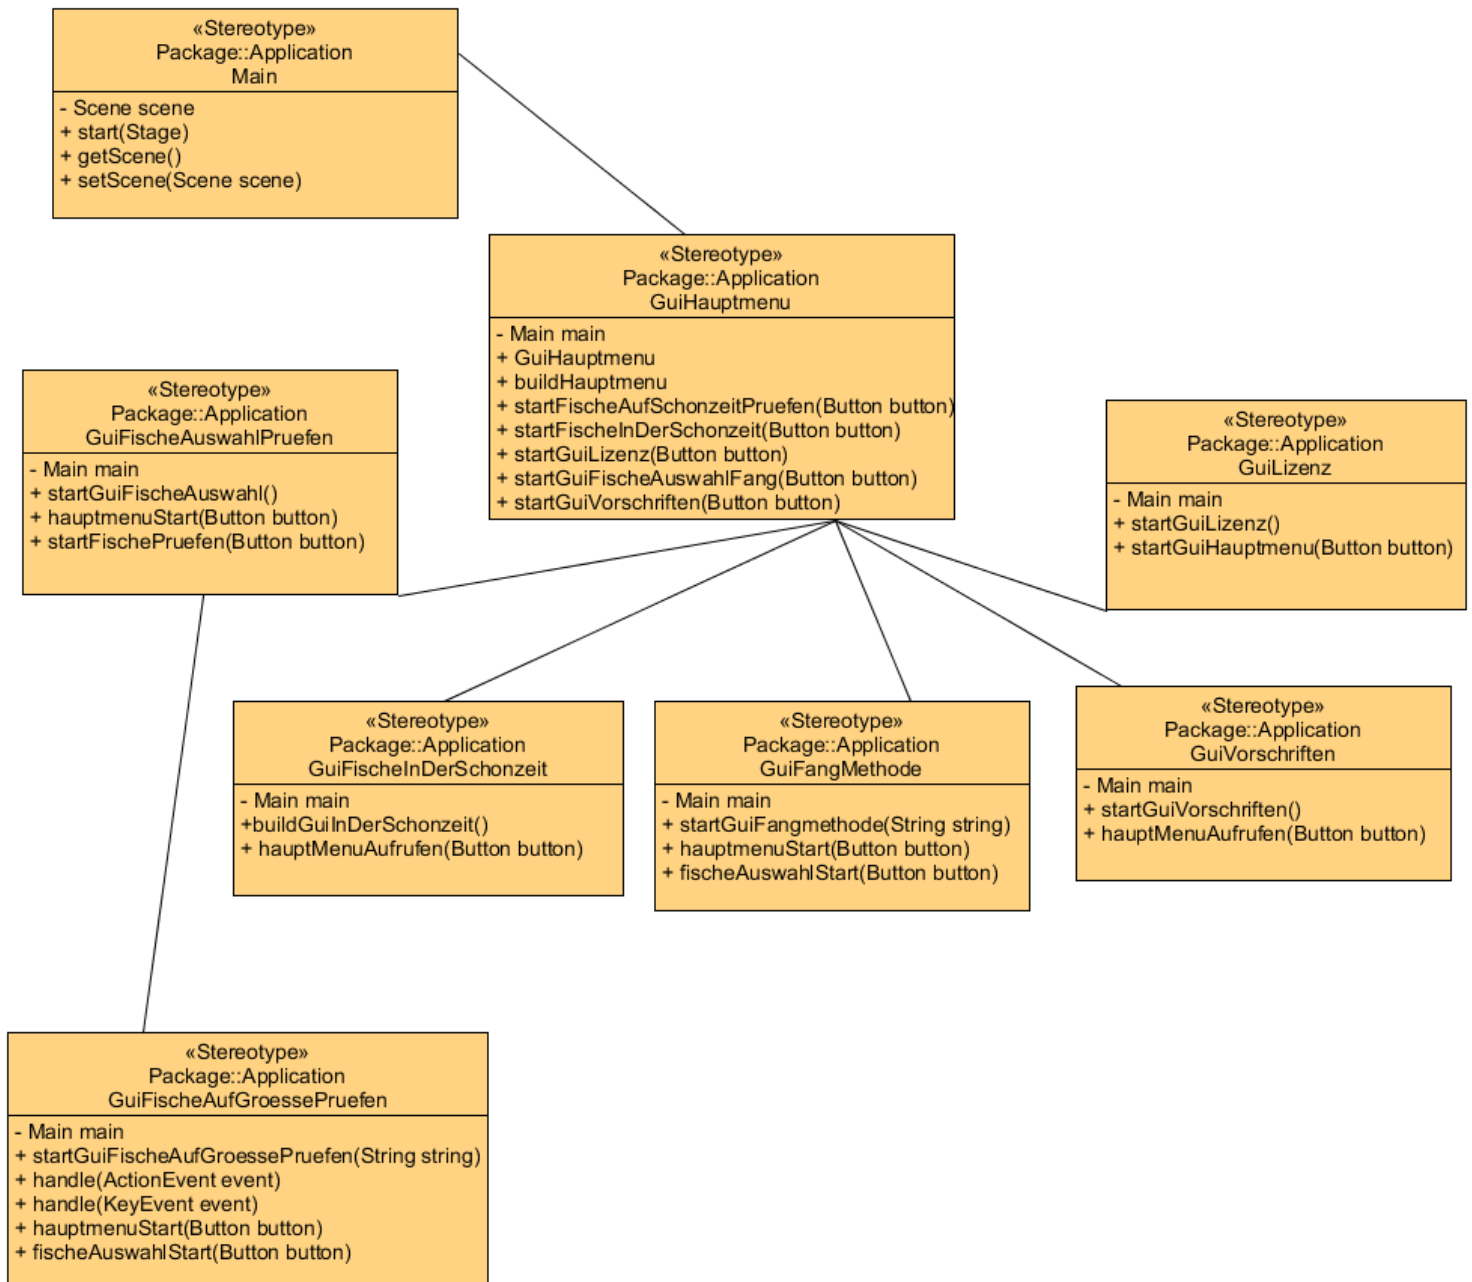 «Stereotype»
Package::Application
Main
- Scene scene
+ start(Stage)
+ getScene()
+ setScene(Scene scene)
«Stereotype»
Package::Application
GuiHauptmenu
- Main main
+ GuiHauptmenu
+ buildHauptmenu
+ startFischeAufSchonzeitPruefen(Button button)
+ startFischeInDerSchonzeit(Button button)
+ startGuiLizenz(Button button)
+ startGuiFischeAuswahlFang(Button button)
+ startGuiVorschriften(Button button)
«Stereotype»
Package::Application
GuiFischeAuswahlPruefen
- Main main
+ startGuiFischeAuswahl()
+ hauptmenuStart(Button button)
+ startFischePruefen(Button button)
«Stereotype»
Package::Application
GuiLizenz
- Main main
+ startGuiLizenz()
+ startGuiHauptmenu(Button button)
«Stereotype»
Package::Application
GuiFischeInDerSchonzeit
- Main main
+buildGuiInDerSchonzeit()
+ hauptMenuAufrufen(Button button)
«Stereotype»
Package::Application
GuiFangMethode
- Main main
+ startGuiFangmethode(String string)
+ hauptmenuStart(Button button)
+ fischeAuswahlStart(Button button)
«Stereotype»
Package::Application
GuiVorschriften
- Main main
+ startGuiVorschriften()
+ hauptMenuAufrufen(Button button)
«Stereotype»
Package::Application
GuiFischeAufGroessePruefen
- Main main
+ startGuiFischeAufGroessePruefen(String string)
+ handle(ActionEvent event)
+ handle(KeyEvent event)
+ hauptmenuStart(Button button)
+ fischeAuswahlStart(Button button)